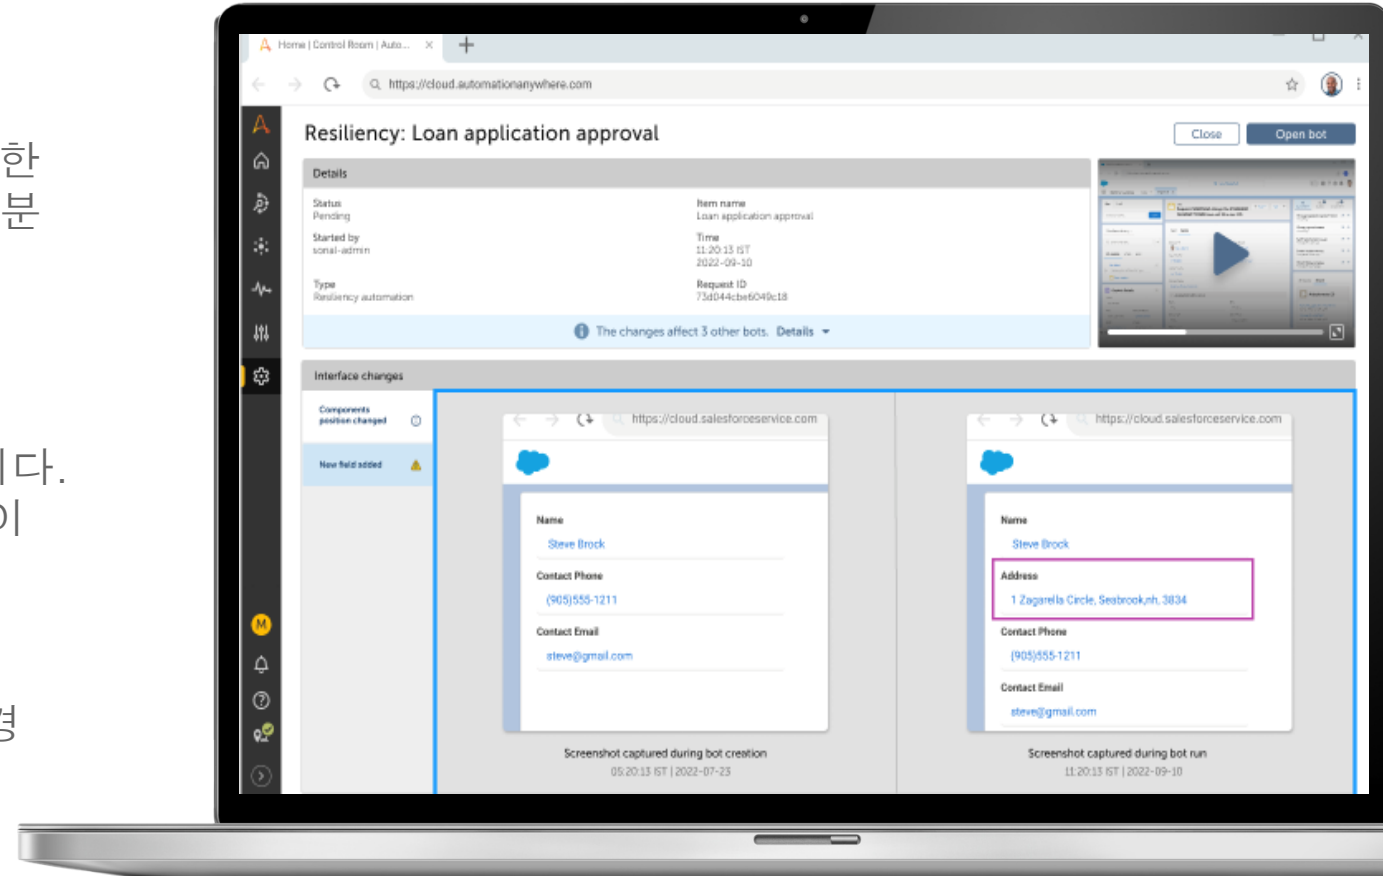 한
분
니다.
이
경
Home | Control Room | Auto...
https://cloud.automationanywhere.com
Resiliency: Loan application approval
Close
Open bot
Details
Status
Pending
Item name
Loan application approval
Started by
sonal-admin
Time
11:20:13 IST
2022-09-10
Type
Resiliency automation
Request ID
73d044cbe6049c18
The changes affect 3 other bots. Details
Interface changes
Components
position changed
New field added
https://cloud.salesforceservice.com
Name
Steve Brock
Contact Phone
(905)555-1211
Contact Email
steve@gmail.com
Screenshot captured during bot creation
05:20:13 IST | 2022-07-23
https://cloud.salesforceservice.com
Name
Steve Brock
Address
1 Zagarella Circle, Seabrook,nh, 3834
Contact Phone
(905)555-1211
Contact Email
steve@gmail.com
Screenshot captured during bot run
11:20:13 IST | 2022-09-10
M